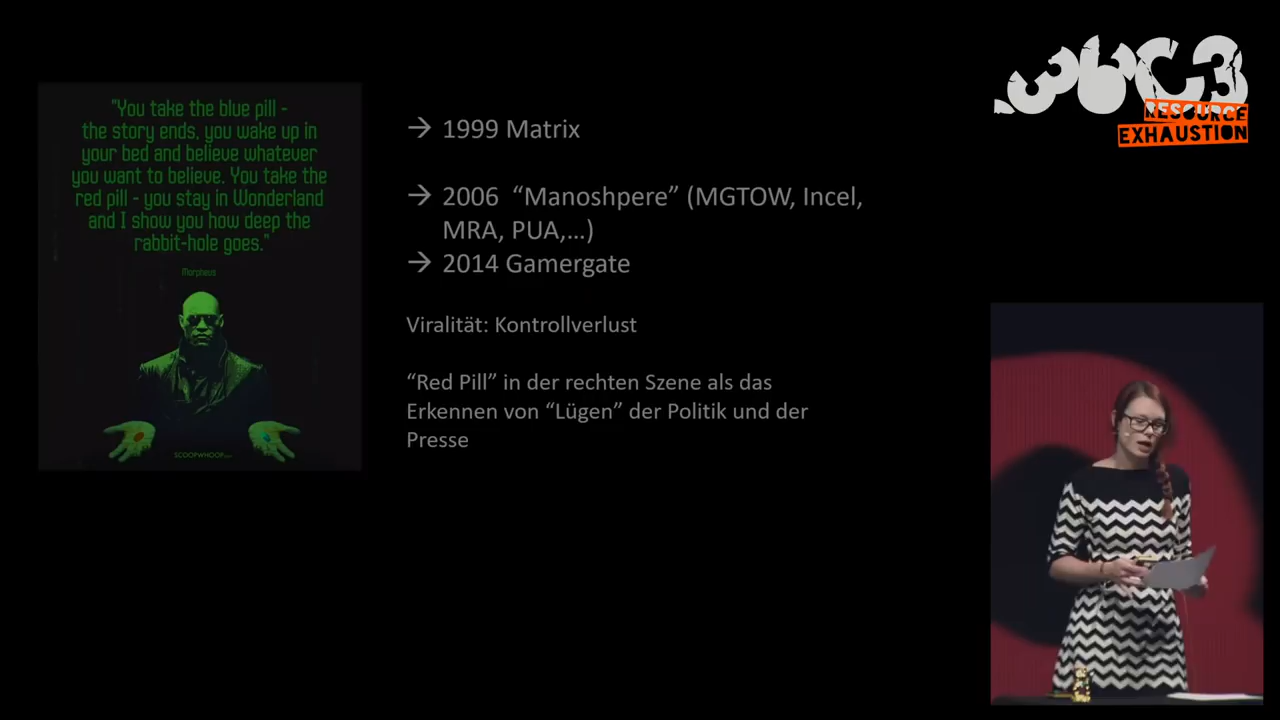 "You take the blue pill -
the story ends, you wake up in
your bed and believe whatever
you want to believe. You take the
red pill - you stay in Wonderland
and I show you how deep the
rabbit-hole goes."
Morpheus
SCOOPWHOOP.com
→ 1999 Matrix
→ 2006 “Manoshpere” (MGTOW, Incel,
MRA, PUA,...)
→ 2014 Gamergate
Viralität: Kontrollverlust
“Red Pill” in der rechten Szene als das
Erkennen von “Lügen” der Politik und der
Presse
36C3
RESOURCE
EXHAUSTION